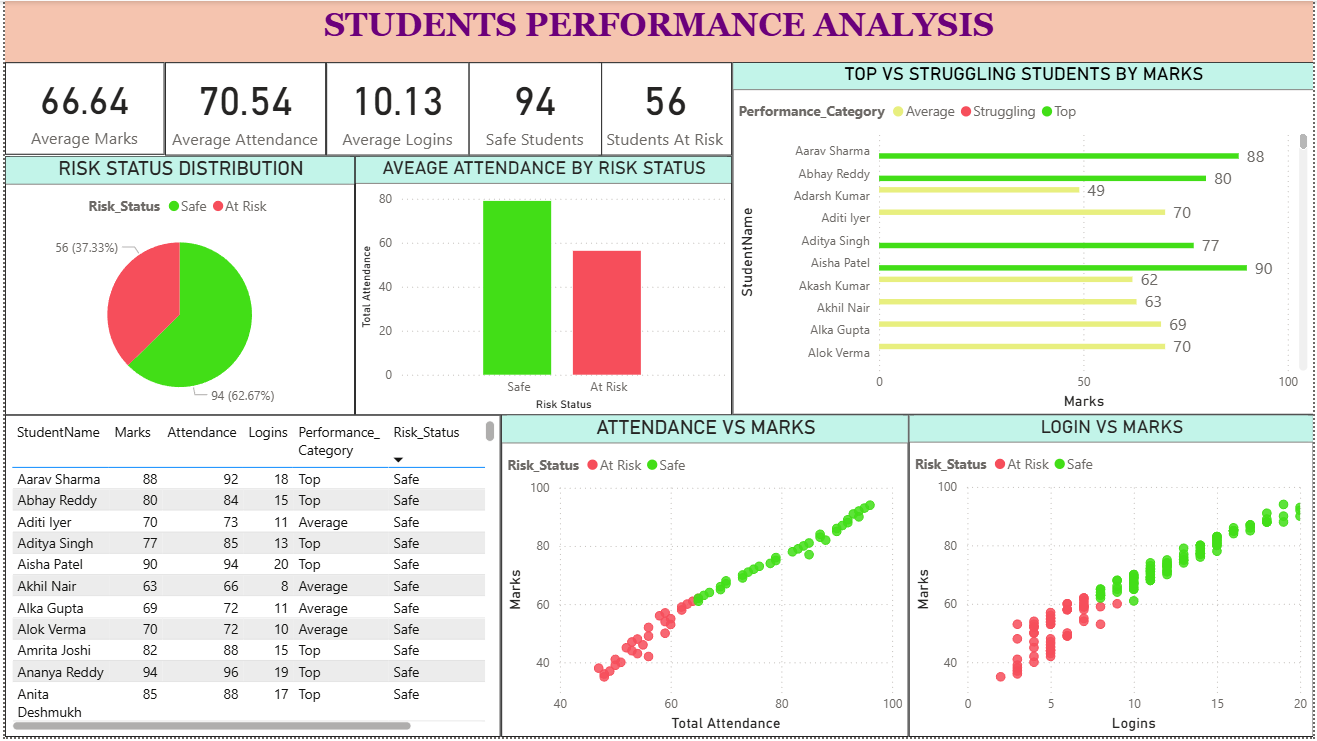 STUDENTS PERFORMANCE ANALYSIS
66.64
Average Marks
70.54
Average Attendance
10.13
Average Logins
94
Safe Students
56
Students At Risk
TOP VS STRUGGLING STUDENTS BY MARKS
Performance_Category Average Struggling Top
StudentName
Aarav Sharma 88
Abhay Reddy 80
Adarsh Kumar 49
Aditi Iyer 70
Aditya Singh 77
Aisha Patel 90
Akash Kumar 62
Akhil Nair 63
Alka Gupta 69
Alok Verma 70
0 50 100
Marks
RISK STATUS DISTRIBUTION
Risk_Status Safe At Risk
56 (37.33%)
94 (62.67%)
AVEAGE ATTENDANCE BY RISK STATUS
Total Attendance
80
60
40
20
0
Safe At Risk
Risk Status
StudentName Marks Attendance Logins Performance_ Risk_Status
Category
Aarav Sharma 88 92 18 Top Safe
Abhay Reddy 80 84 15 Top Safe
Aditi Iyer 70 73 11 Average Safe
Aditya Singh 77 85 13 Top Safe
Aisha Patel 90 94 20 Top Safe
Akhil Nair 63 66 8 Average Safe
Alka Gupta 69 72 11 Average Safe
Alok Verma 70 72 10 Average Safe
Amrita Joshi 82 88 15 Top Safe
Ananya Reddy 94 96 19 Top Safe
Anita 85 88 17 Top Safe
Deshmukh
ATTENDANCE VS MARKS
Risk_Status At Risk Safe
Marks
100
80
60
40
40 60 80 100
Total Attendance
LOGIN VS MARKS
Risk_Status At Risk Safe
Marks
100
80
60
40
0 5 10 15 20
Logins